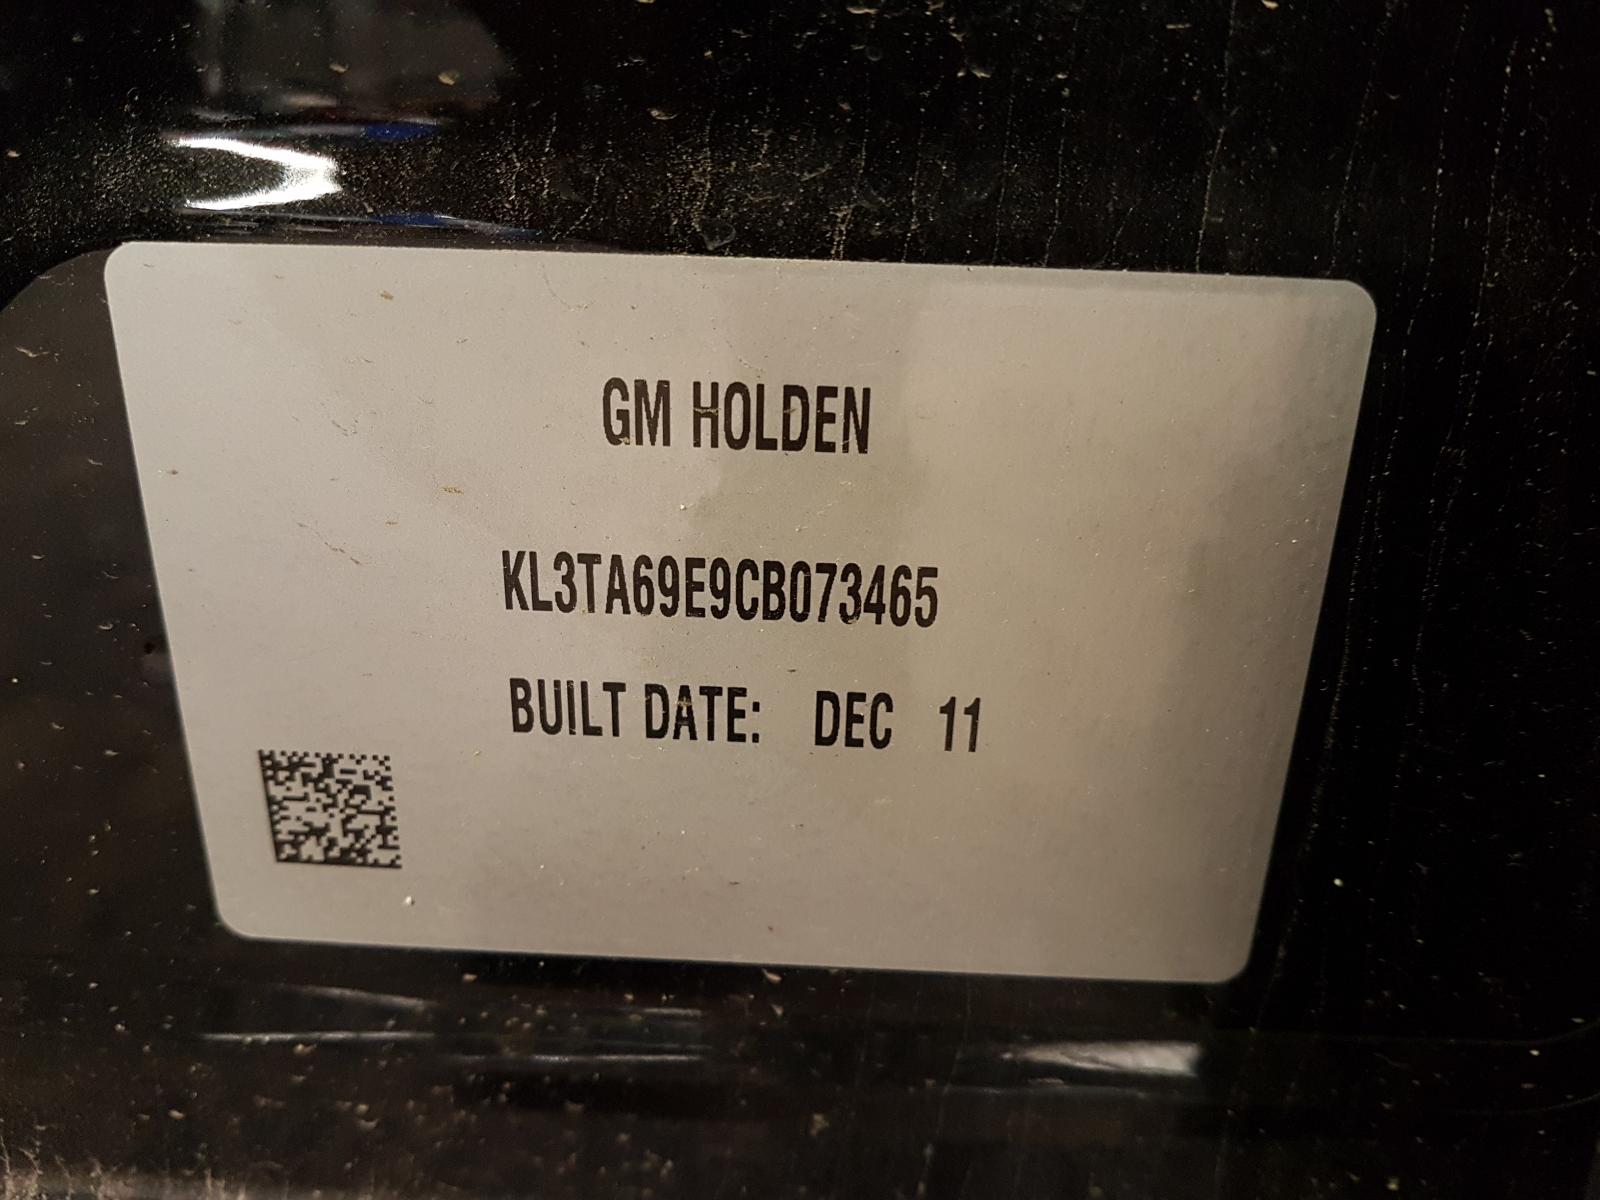 GM HOLDEN
KL3TA69E9CB073465
BUILT DATE: DEC 11